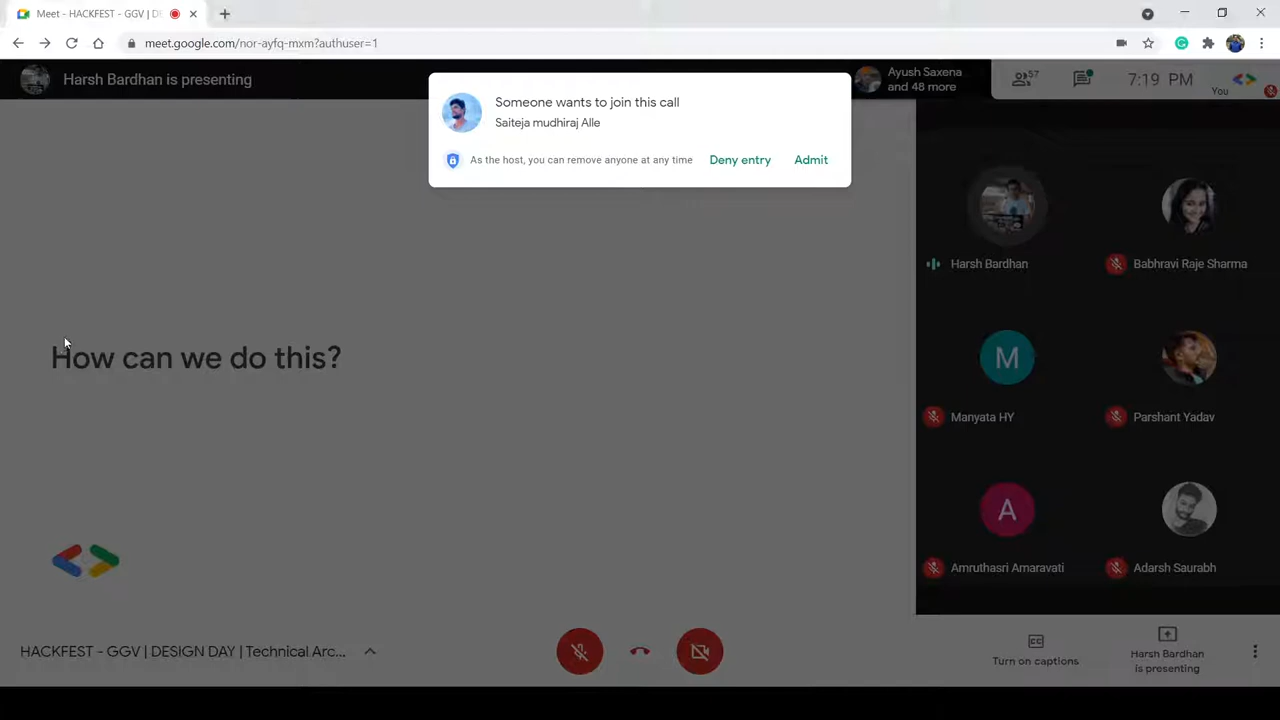 Meet - HACKFEST - GGV | DE
meet.google.com/nor-ayfq-mxm?authuser=1
Harsh Bardhan is presenting
Someone wants to join this call
Saiteja mudhiraj Alle
As the host, you can remove anyone at any time
Deny entry
Admit
Ayush Saxena
and 48 more
57
7:19 PM
You
Harsh Bardhan
Babhravi Raje Sharma
How can we do this?
M
Manyata HY
Parshant Yadav
A
Amruthasri Amaravati
Adarsh Saurabh
HACKFEST - GGV | DESIGN DAY | Technical Arc...
CC
Turn on captions
Harsh Bardhan
is presenting